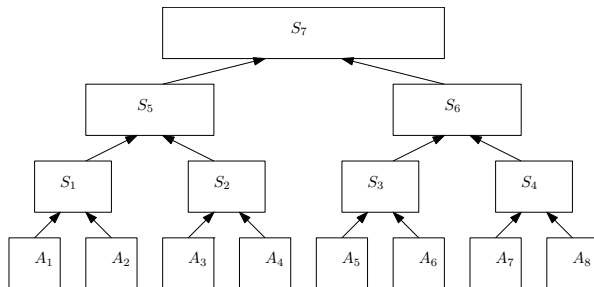 S₇
S₅ S₆
S₁ S₂ S₃ S₄
A₁ A₂ A₃ A₄ A₅ A₆ A₇ A₈